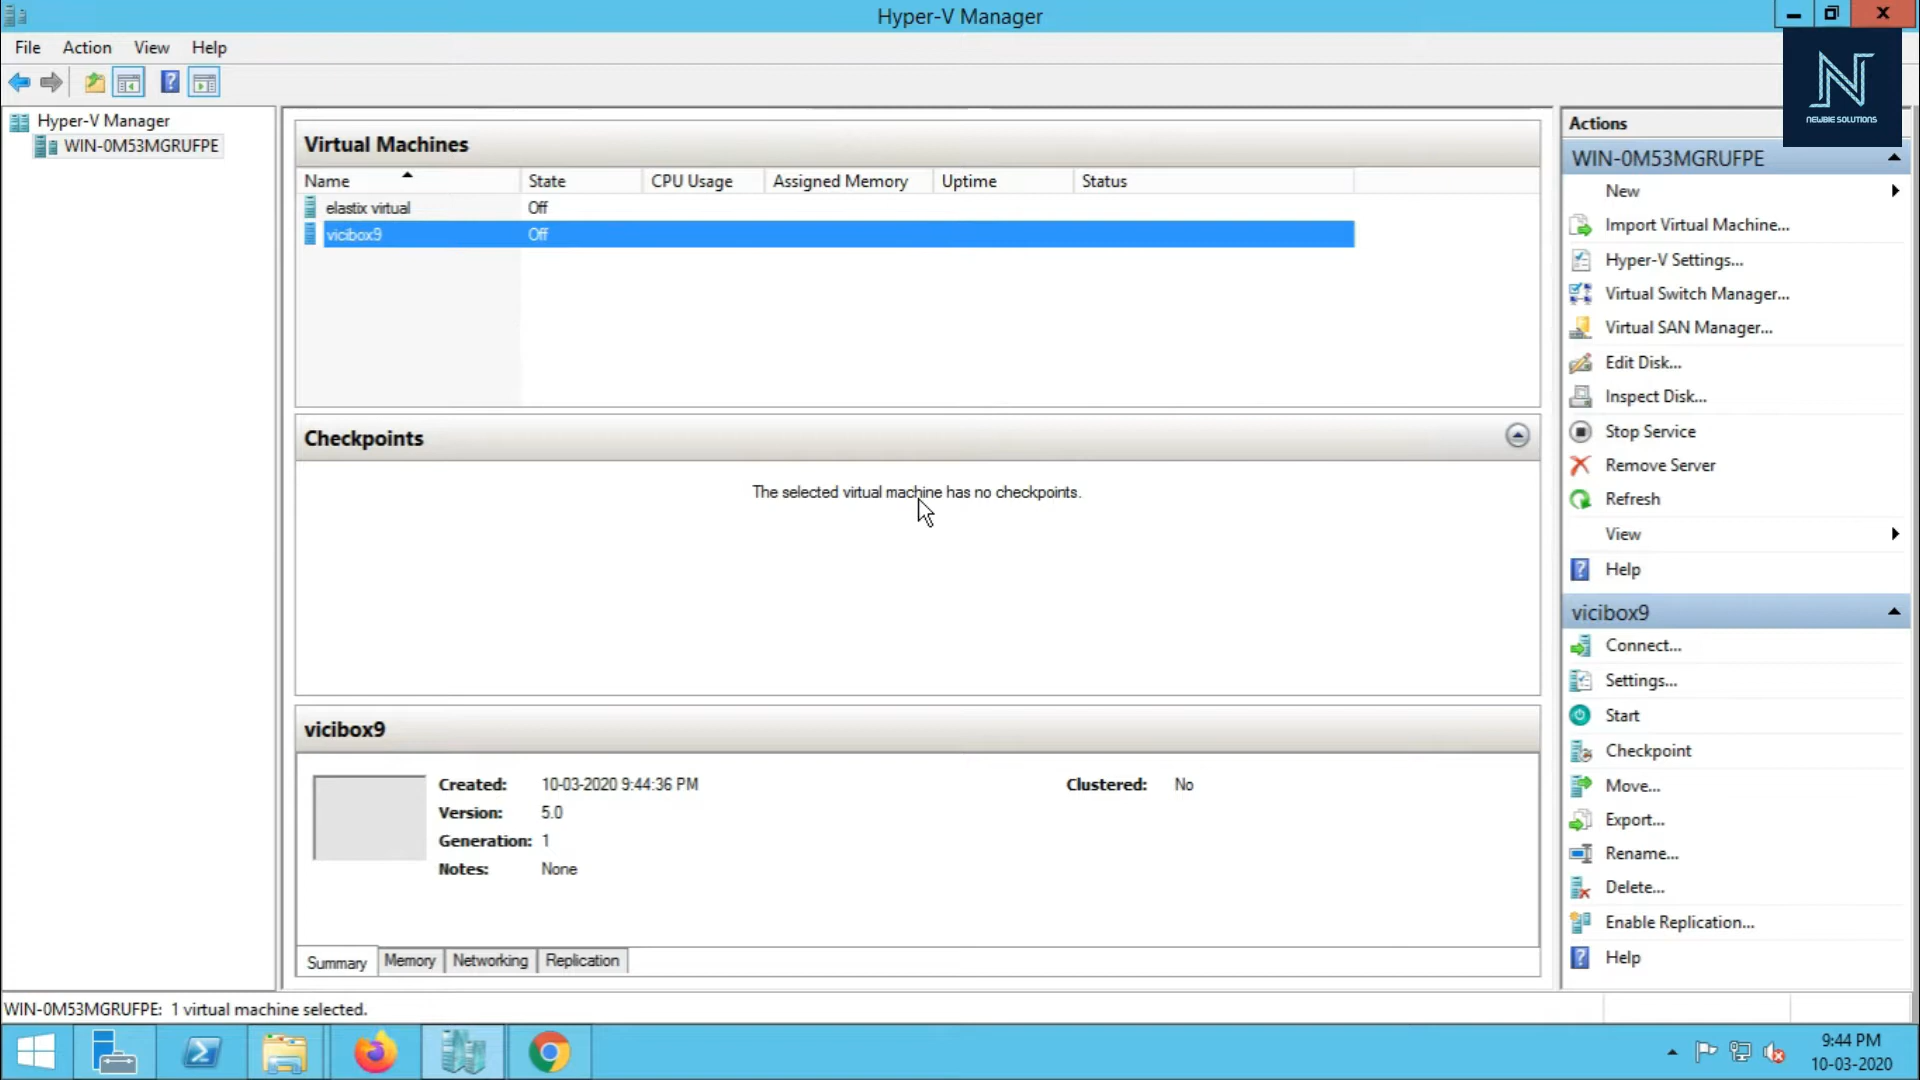 Hyper-V Manager
File Action View Help
NEWBIE SOLUTIONS
Hyper-V Manager
WIN-0M53MGRUFPE
Virtual Machines
Name State CPU Usage Assigned Memory Uptime Status
elastix virtual Off
vicibox9 Off
Checkpoints
The selected virtual machine has no checkpoints.
vicibox9
Created: 10-03-2020 9:44:36 PM Clustered: No
Version: 5.0
Generation: 1
Notes: None
Summary Memory Networking Replication
Actions
WIN-0M53MGRUFPE
New
Import Virtual Machine...
Hyper-V Settings...
Virtual Switch Manager...
Virtual SAN Manager...
Edit Disk...
Inspect Disk...
Stop Service
Remove Server
Refresh
View
Help
vicibox9
Connect...
Settings...
Start
Checkpoint
Move...
Export...
Rename...
Delete...
Enable Replication...
Help
WIN-0M53MGRUFPE: 1 virtual machine selected.
9:44 PM
10-03-2020